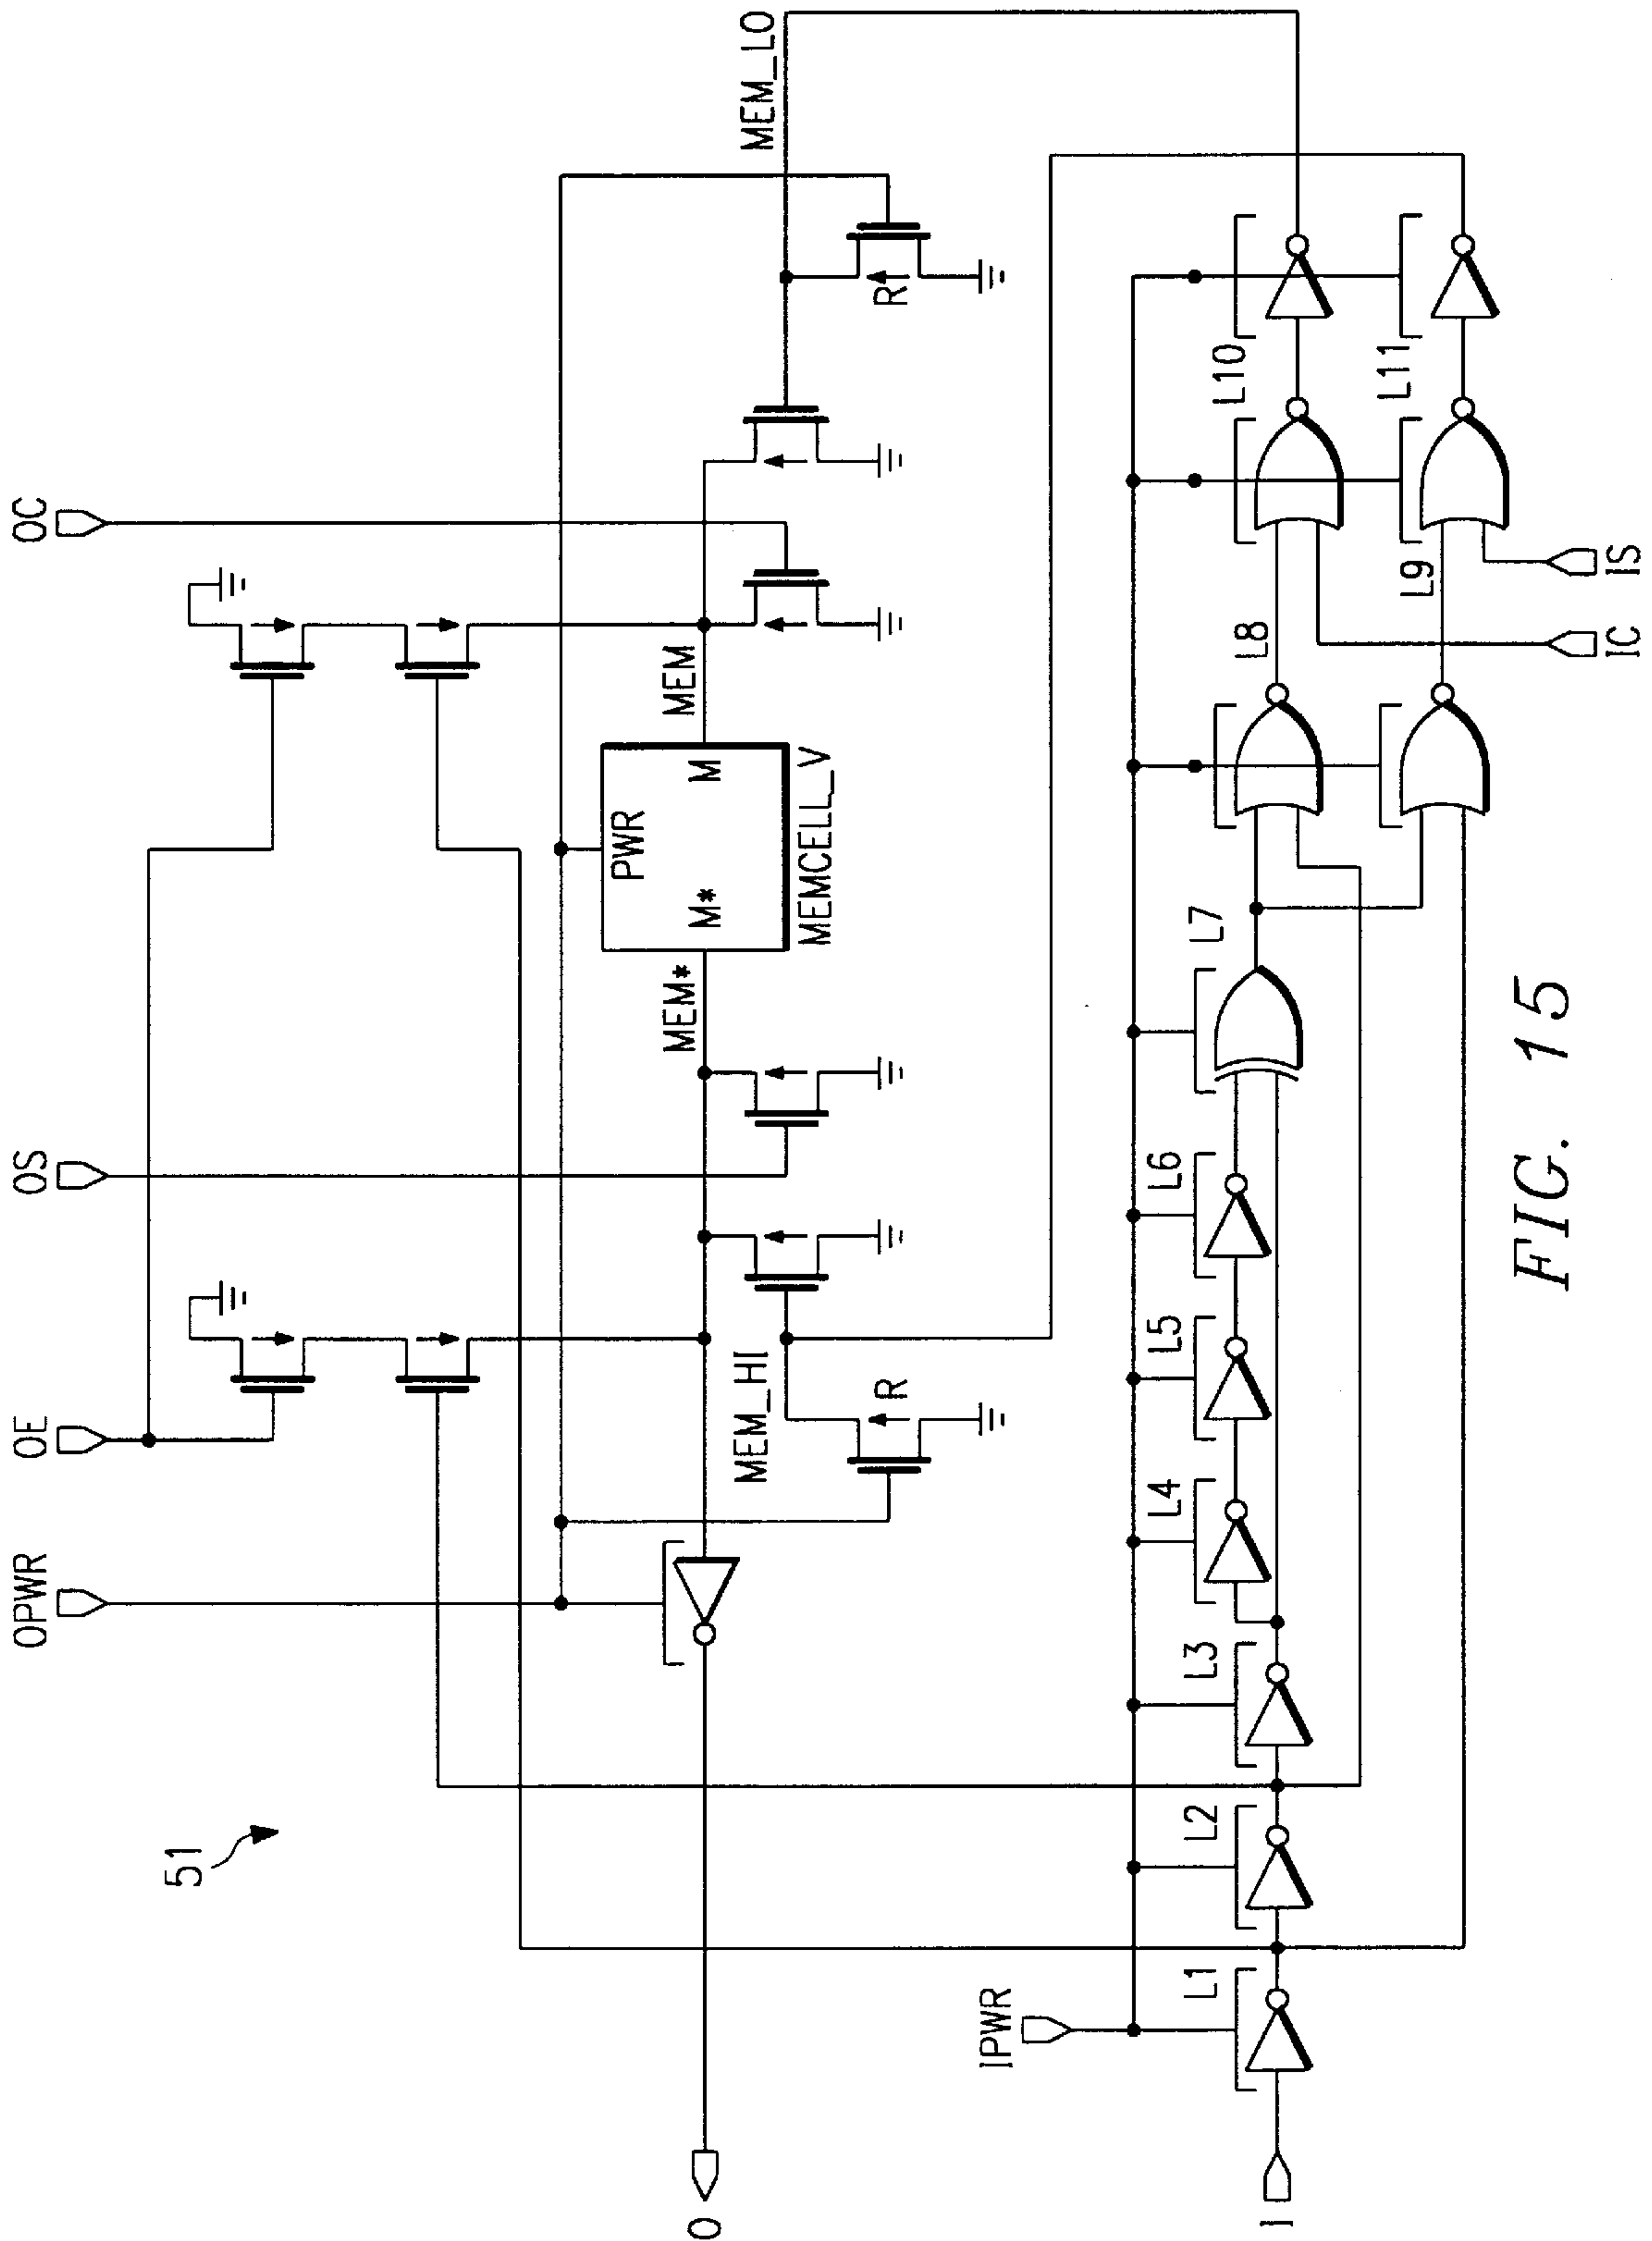 51
OPWR
OE
OS
OC
MEM_HI
R
MEM*
M*
PWR
M
MEMCELL_V
MEM
R
MEM_LO
O
IPWR
I
L1
L2
L3
L4
L5
L6
L7
L8
L9
L10
L11
IC
IS
FIG. 15